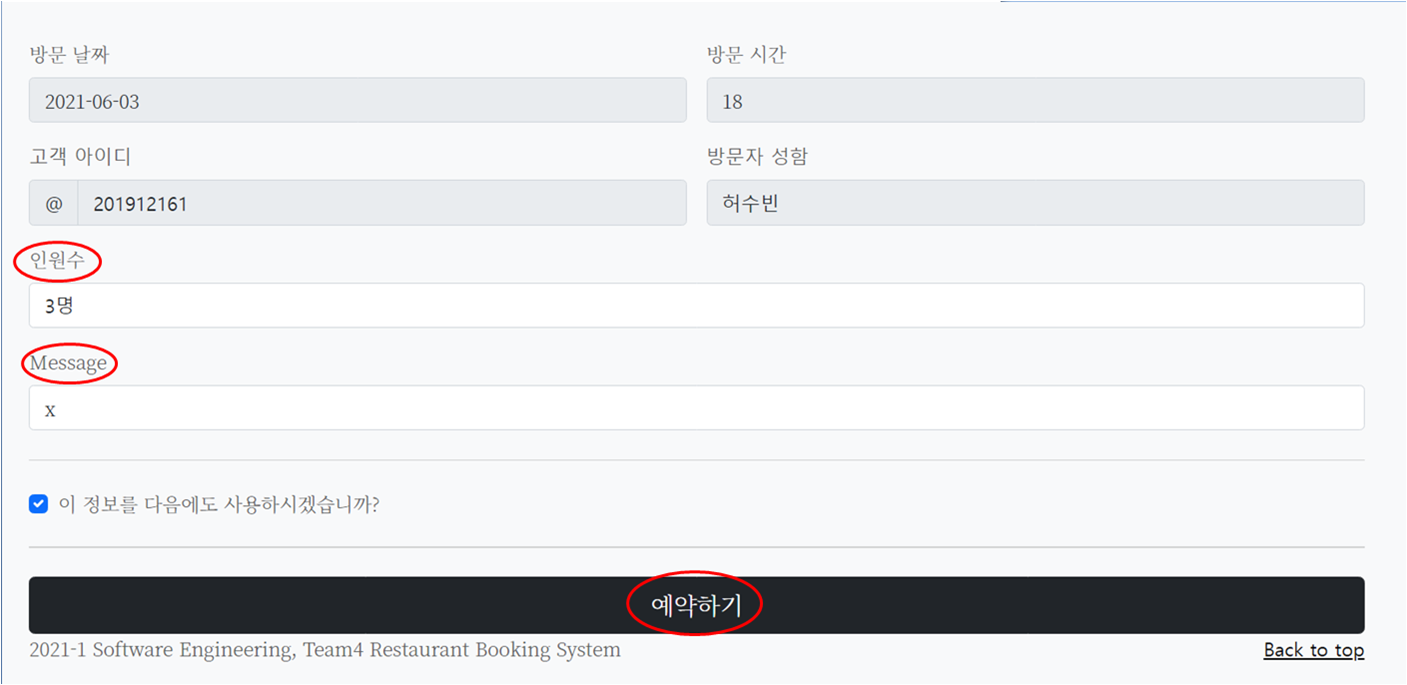 방문 날짜 방문 시간
2021-06-03 18
고객 아이디 방문자 성함
@ 201912161 허수빈
인원수
3명
Message
x
이 정보를 다음에도 사용하시겠습니까?
예약하기
2021-1 Software Engineering, Team4 Restaurant Booking System Back to top